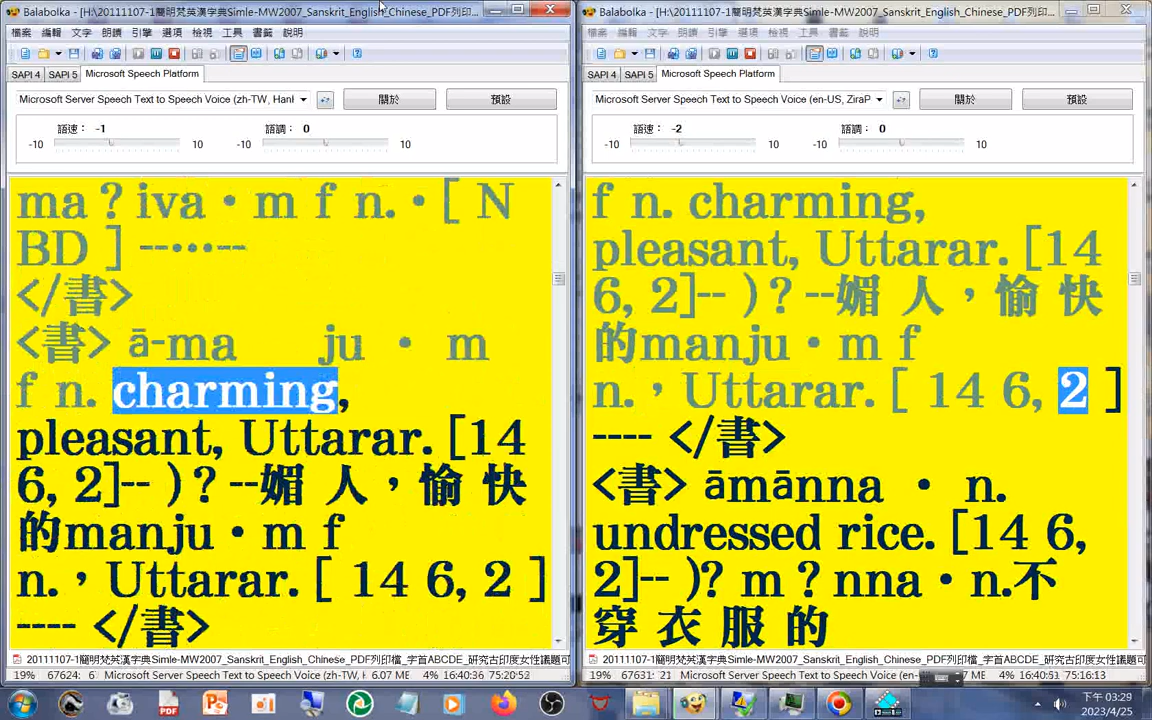 Balabolka - [H:\20111107-1簡明梵英漢字典Simle-MW2007_Sanskrit_English_Chinese_PDF列印...
檔案 編輯 文字 朗讀 引擎 選項 檢視 工具 書籤 說明
SAPI 4 SAPI 5 Microsoft Speech Platform
Microsoft Server Speech Text to Speech Voice (zh-TW, Hanl
關於 預設
語速： -1 語調： 0
-10 10 -10 10
ma ? iva • m f n. • [ N
BD ] --•••--
</書>
<書> ā-ma ju • m
f n. charming,
pleasant, Uttarar. [14
6, 2]-- ) ? --媚 人，愉 快
的manju • m f
n.，Uttarar. [ 14 6, 2 ]
---- </書>
20111107-1簡明梵英漢字典Simle-MW2007_Sanskrit_English_Chinese_PDF列印檔_字首ABCDE_研究古印度女性議題可
19% 67624: 6 Microsoft Server Speech Text to Speech Voice (zh-TW, H 6.07 MB 4% 16:40:36 75:20:52
Balabolka - [H:\20111107-1簡明梵英漢字典Simle-MW2007_Sanskrit_English_Chinese_PDF列印...
檔案 編輯 文字 朗讀 引擎 選項 檢視 工具 書籤 說明
SAPI 4 SAPI 5 Microsoft Speech Platform
Microsoft Server Speech Text to Speech Voice (en-US, ZiraP
關於 預設
語速： -2 語調： 0
-10 10 -10 10
f n. charming,
pleasant, Uttarar. [14
6, 2]-- ) ? --媚 人，愉 快
的manju • m f
n.，Uttarar. [ 14 6, 2 ]
---- </書>
<書> āmānna • n.
undressed rice. [14 6,
2]-- )? m ? nna • n.不
穿 衣 服 的
20111107-1簡明梵英漢字典Simle-MW2007_Sanskrit_English_Chinese_PDF列印檔_字首ABCDE_研究古印度女性議題可
19% 67631: 21 Microsoft Server Speech Text to Speech Voice 4% 16:40:51 75:16:13
下午 03:29
2023/4/25